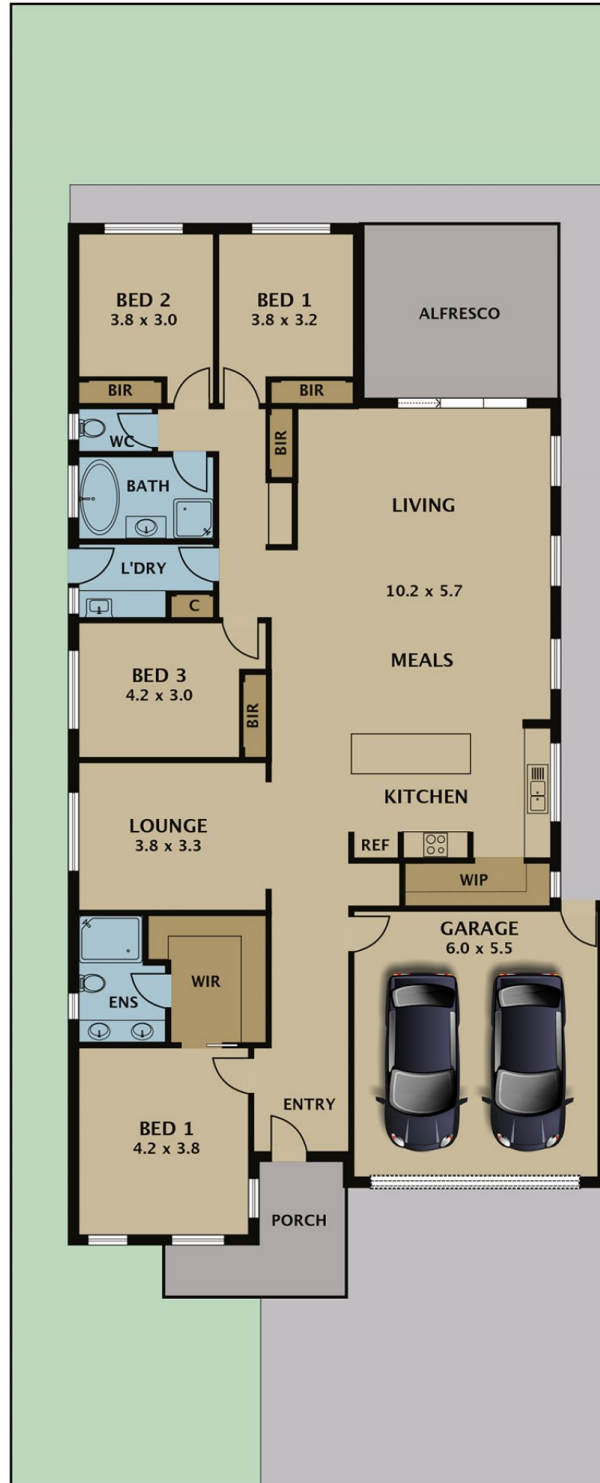 BED 2
3.8 x 3.0
BED 1
3.8 x 3.2
ALFRESCO
BIR
BIR
WC
BIR
BATH
LIVING
L'DRY
10.2 x 5.7
C
MEALS
BED 3
4.2 x 3.0
BIR
KITCHEN
LOUNGE
3.8 x 3.3
REF
WIP
GARAGE
6.0 x 5.5
WIR
ENS
ENTRY
BED 1
4.2 x 3.8
PORCH